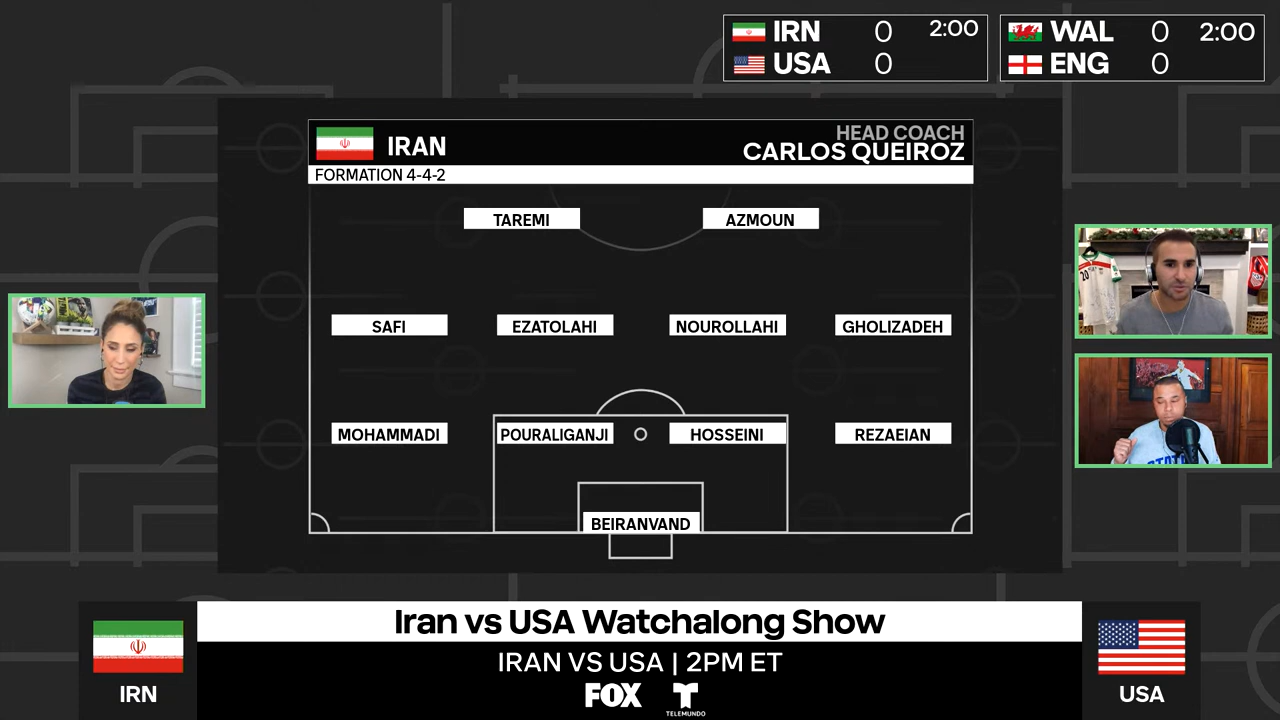 IRN 0 2:00
USA 0
WAL 0 2:00
ENG 0
IRAN
HEAD COACH
CARLOS QUEIROZ
FORMATION 4-4-2
TAREMI
AZMOUN
SAFI
EZATOLAHI
NOUROLLAHI
GHOLIZADEH
MOHAMMADI
POURALIGANJI
HOSSEINI
REZAEIAN
BEIRANVAND
20
Iran vs USA Watchalong Show
IRAN VS USA | 2PM ET
FOX
TELEMUNDO
IRN
USA